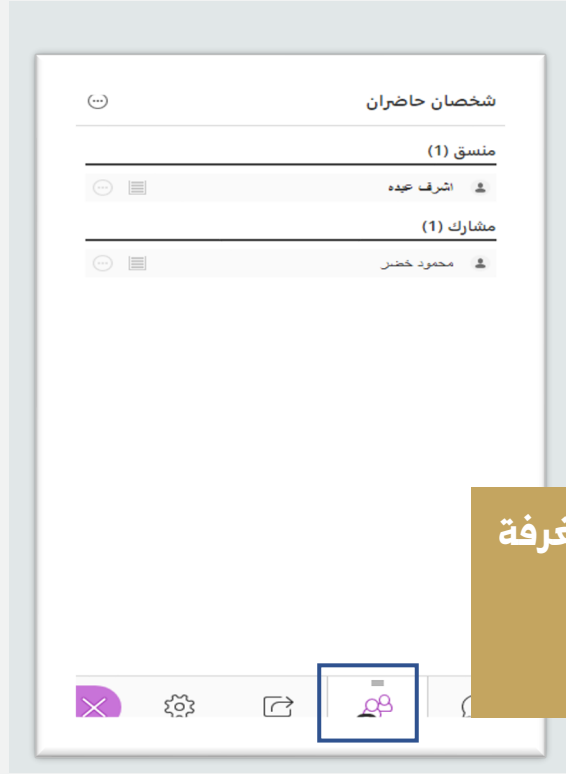 شخصان حاضران
منسق (1)
اشرف عبده
مشارك (1)
محمود خضر
غرفة